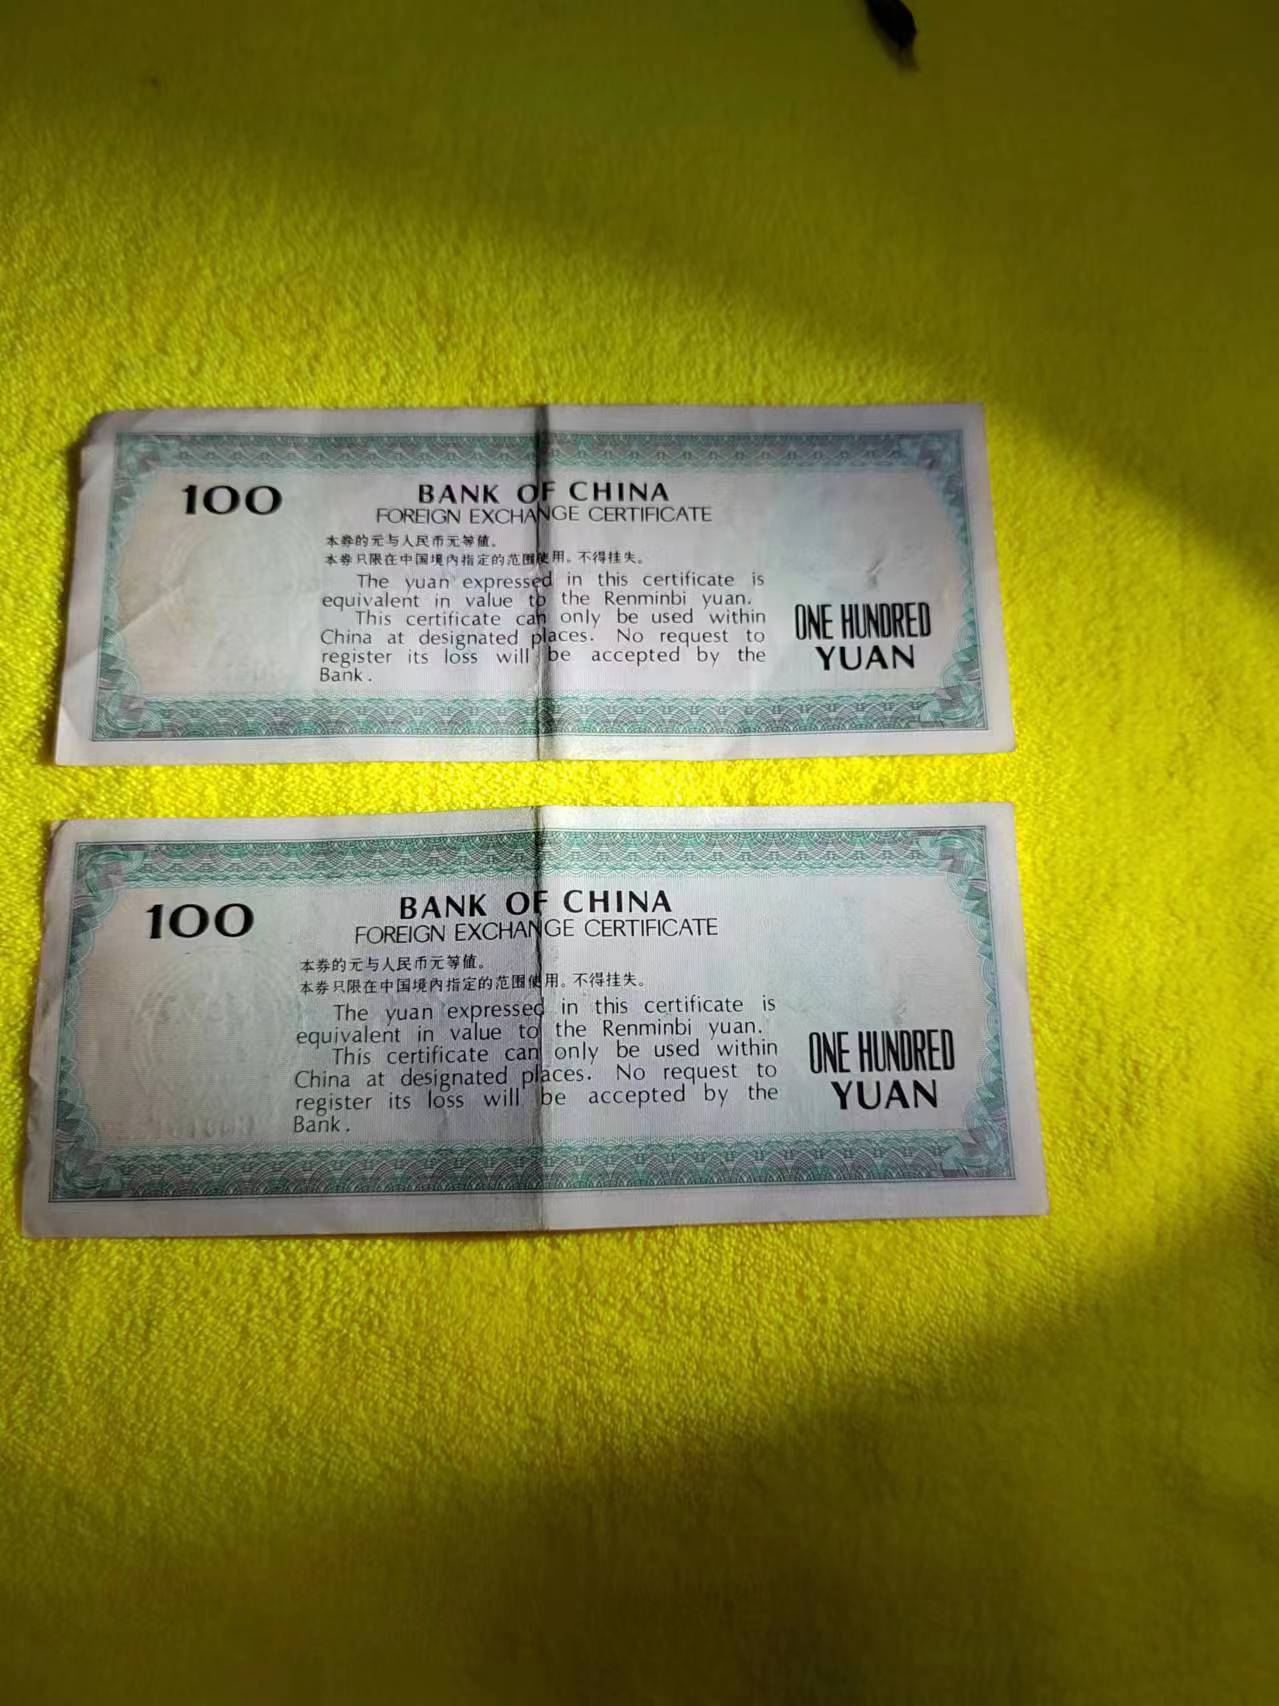 100
BANK OF CHINA
FOREIGN EXCHANGE CERTIFICATE
本券的元与人民币元等值。
本券只限在中国境内指定的范围使用。不得挂失。
The yuan expressed in this certificate is
equivalent in value to the Renminbi yuan.
This certificate can only be used within
China at designated places. No request to
register its loss will be accepted by the
Bank.
ONE HUNDRED
YUAN
100
BANK OF CHINA
FOREIGN EXCHANGE CERTIFICATE
本券的元与人民币元等值。
本券只限在中国境内指定的范围使用。不得挂失。
The yuan expressed in this certificate is
equivalent in value to the Renminbi yuan.
This certificate can only be used within
China at designated places. No request to
register its loss will be accepted by the
Bank.
ONE HUNDRED
YUAN